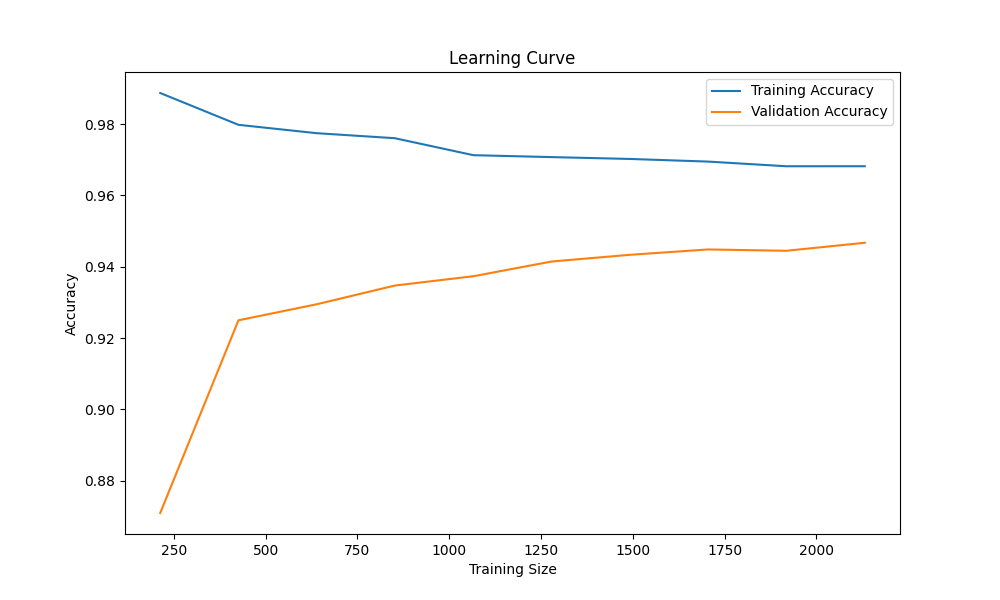 Learning Curve
Training Accuracy
Validation Accuracy
0.98
0.96
0.94
0.92
0.90
0.88
Accuracy
250 500 750 1000 1250 1500 1750 2000
Training Size